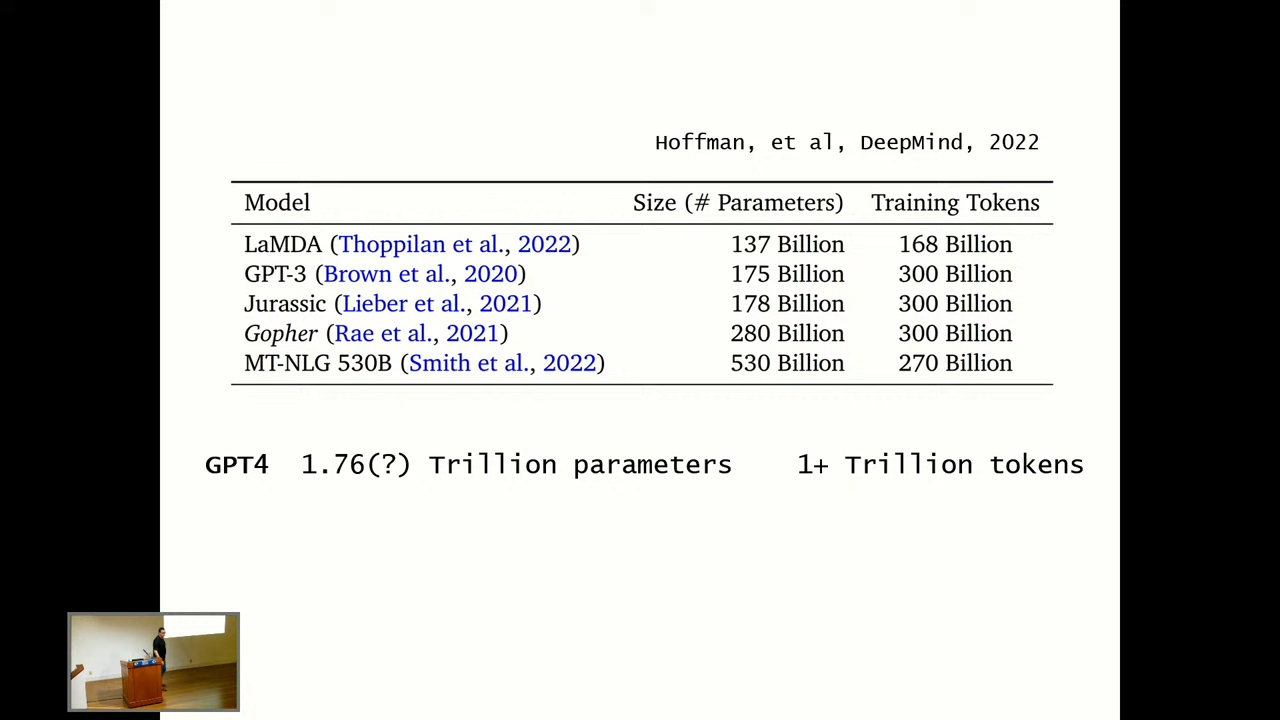 Hoffman, et al, DeepMind, 2022
Model Size (# Parameters) Training Tokens
LaMDA (Thoppilan et al., 2022) 137 Billion 168 Billion
GPT-3 (Brown et al., 2020) 175 Billion 300 Billion
Jurassic (Lieber et al., 2021) 178 Billion 300 Billion
Gopher (Rae et al., 2021) 280 Billion 300 Billion
MT-NLG 530B (Smith et al., 2022) 530 Billion 270 Billion
GPT4 1.76(?) Trillion parameters 1+ Trillion tokens